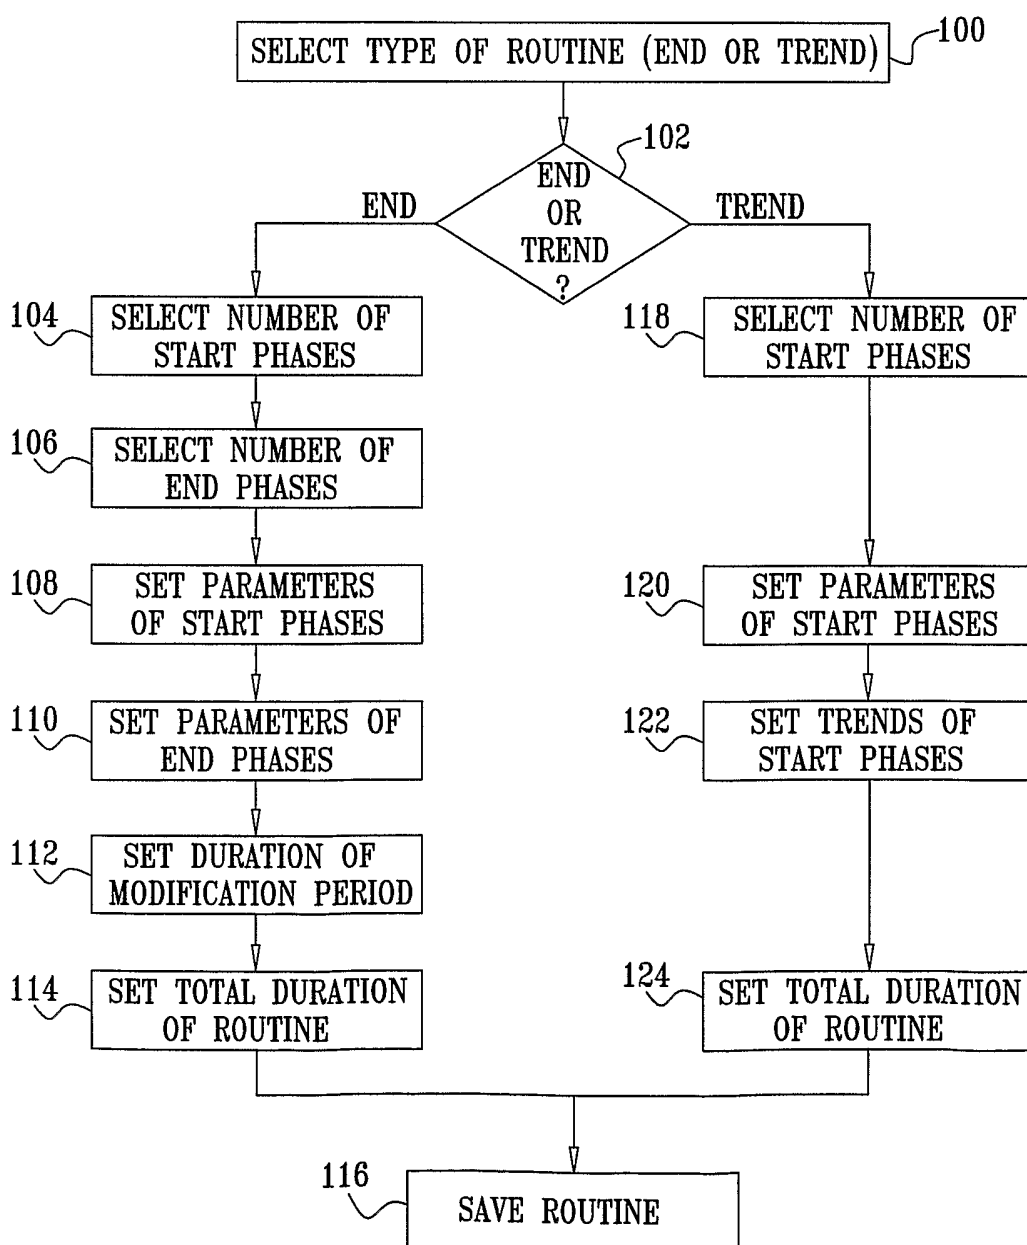 SELECT TYPE OF ROUTINE (END OR TREND)
100
102
END
OR
TREND
?
END
TREND
104
SELECT NUMBER OF
START PHASES
106
SELECT NUMBER OF
END PHASES
108
SET PARAMETERS
OF START PHASES
110
SET PARAMETERS OF
END PHASES
112
SET DURATION OF
MODIFICATION PERIOD
114
SET TOTAL DURATION
OF ROUTINE
118
SELECT NUMBER OF
START PHASES
120
SET PARAMETERS
OF START PHASES
122
SET TRENDS OF
START PHASES
124
SET TOTAL DURATION
OF ROUTINE
116
SAVE ROUTINE